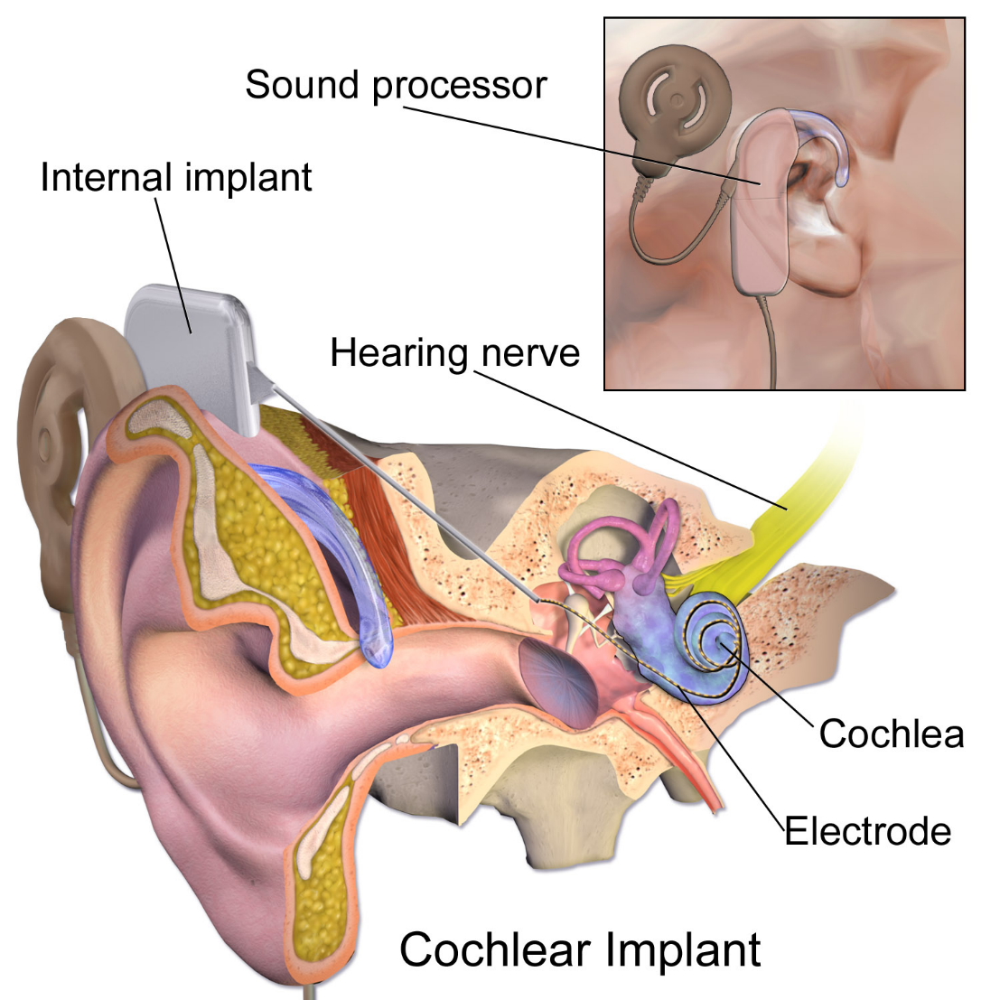 Sound processor
Internal implant
Hearing nerve
Cochlea
Electrode
Cochlear Implant